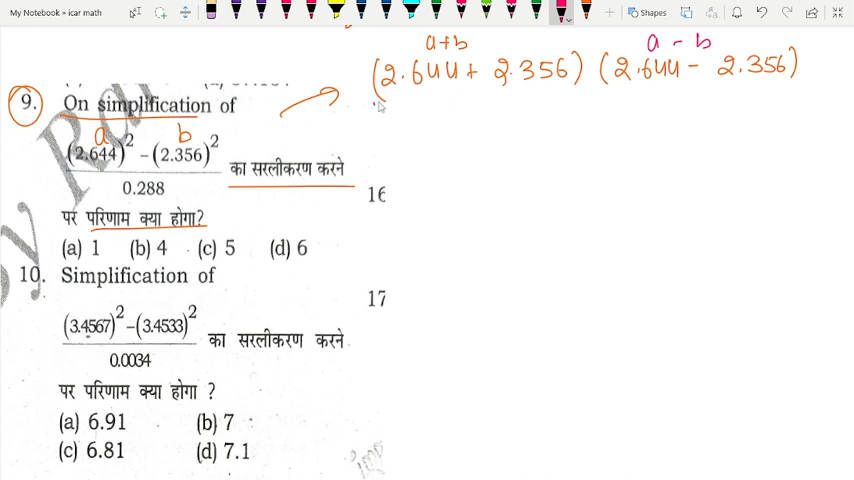 My Notebook » icar math
Shapes
a+b a - b
(2.644 + 2.356) (2.644 - 2.356)
9. On simplification of
a b
(2.644)² – (2.356)²
0.288
का सरलीकरण करने
16
पर परिणाम क्या होगा?
(a) 1 (b) 4 (c) 5 (d) 6
10. Simplification of
17
(3.4567)² – (3.4533)²
0.0034
का सरलीकरण करने
पर परिणाम क्या होगा ?
(a) 6.91 (b) 7
(c) 6.81 (d) 7.1
imp